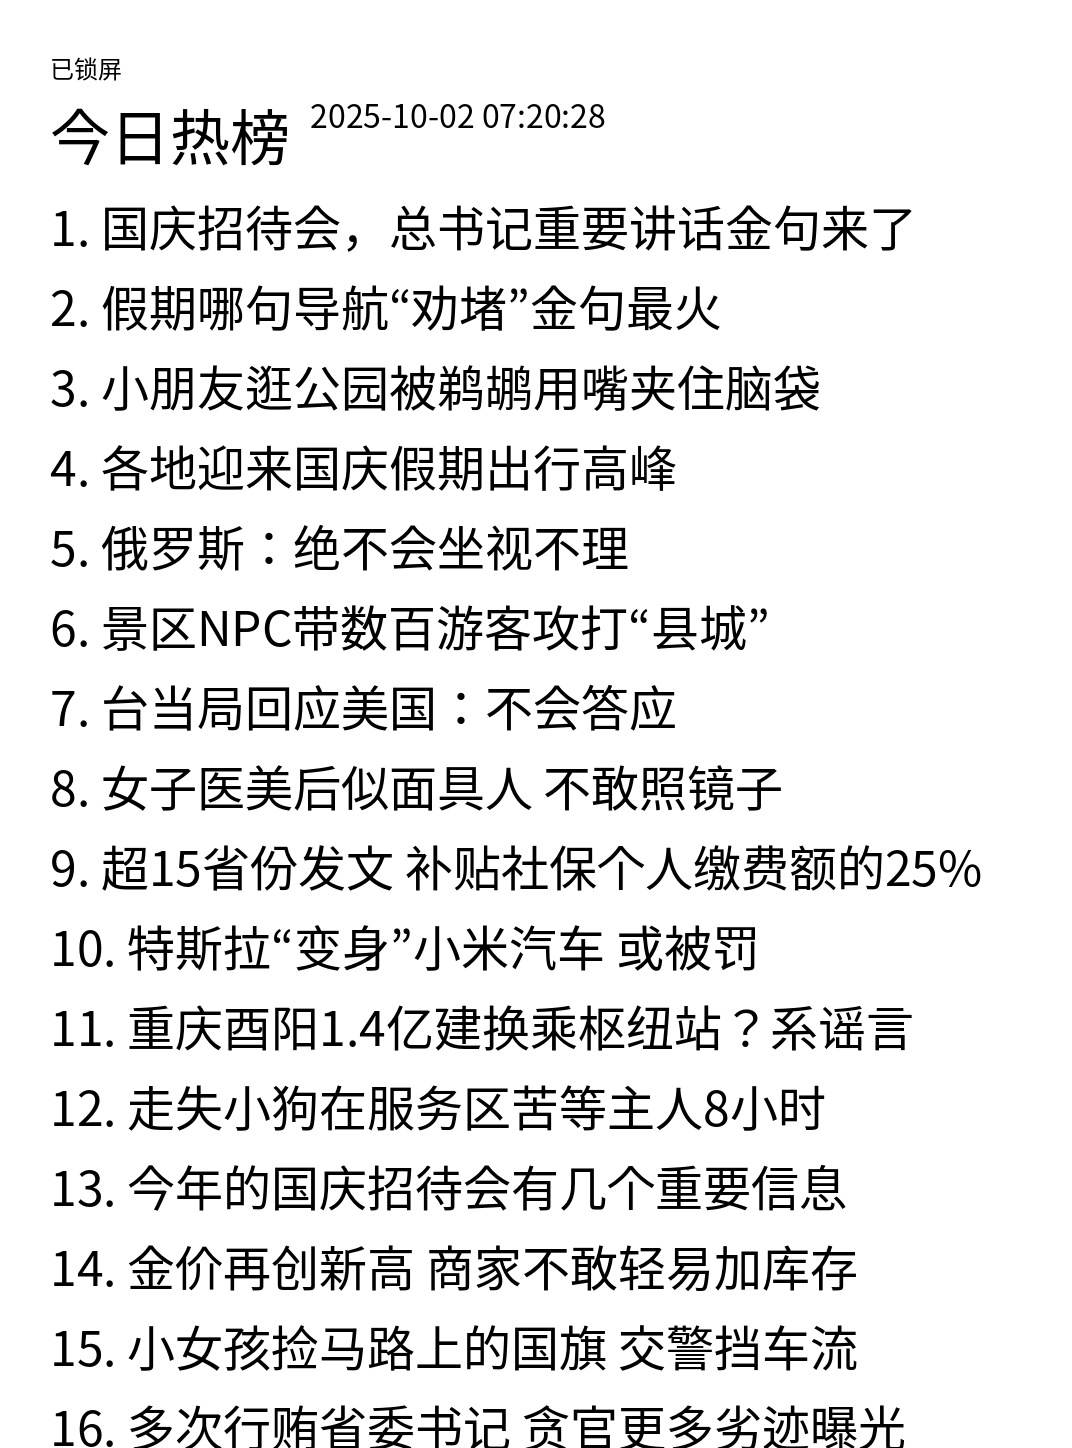 已锁屏
今日热榜 2025-10-02 07:20:28
1. 国庆招待会，总书记重要讲话金句来了
2. 假期哪句导航“劝堵”金句最火
3. 小朋友逛公园被鹈鹕用嘴夹住脑袋
4. 各地迎来国庆假期出行高峰
5. 俄罗斯：绝不会坐视不理
6. 景区NPC带数百游客攻打“县城”
7. 台当局回应美国：不会答应
8. 女子医美后似面具人 不敢照镜子
9. 超15省份发文 补贴社保个人缴费额的25%
10. 特斯拉“变身”小米汽车 或被罚
11. 重庆酉阳1.4亿建换乘枢纽站？系谣言
12. 走失小狗在服务区苦等主人8小时
13. 今年的国庆招待会有几个重要信息
14. 金价再创新高 商家不敢轻易加库存
15. 小女孩捡马路上的国旗 交警挡车流
16. 多次行贿省委书记 贪官更多劣迹曝光